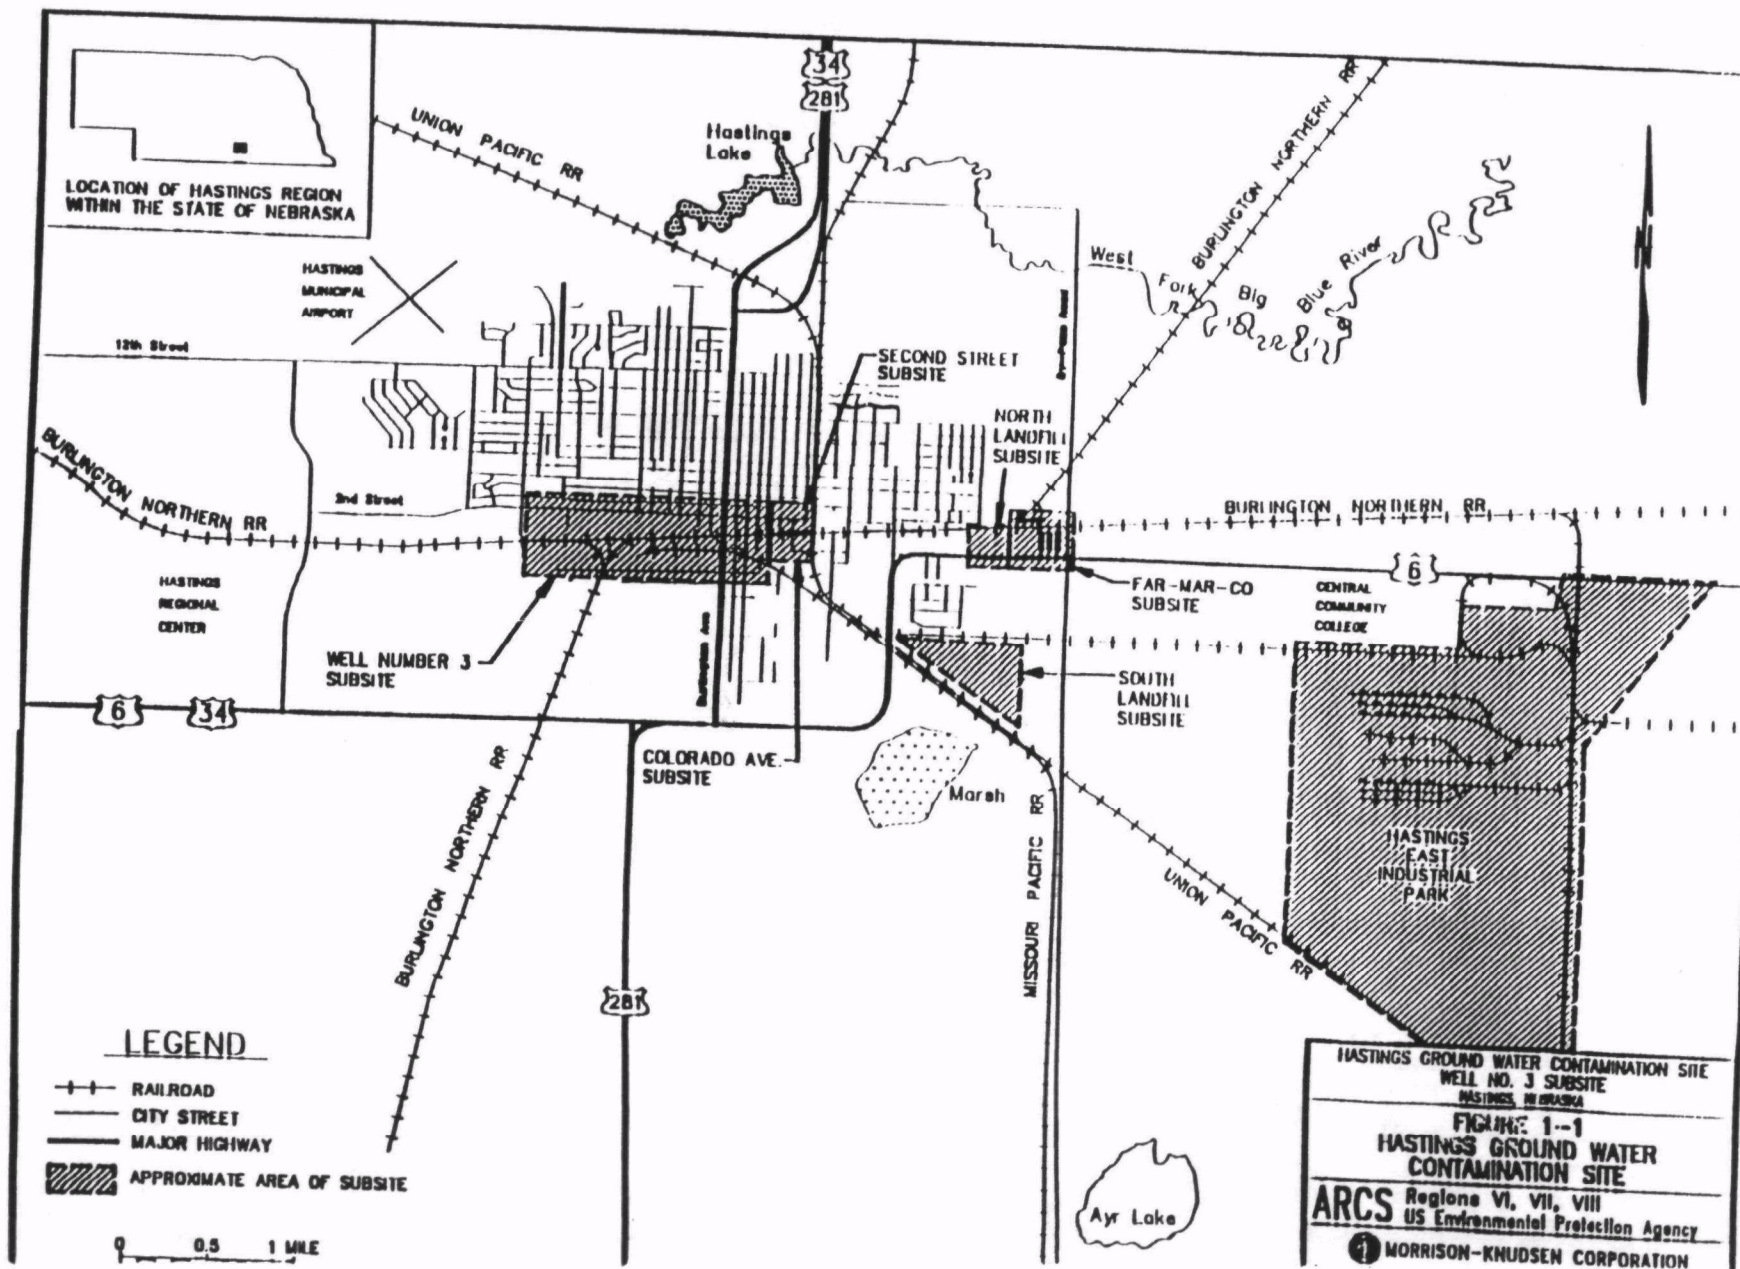 LOCATION OF HASTINGS REGION
WITHIN THE STATE OF NEBRASKA
UNION PACIFIC RR
34
281
Hastings
Lake
BURLINGTON NORTHERN RR
N
HASTINGS
MUNICIPAL
AIRPORT
West Fork Big Blue River
12th Street
SECOND STREET
SUBSITE
NORTH
LANDFILL
SUBSITE
BURLINGTON NORTHERN RR
2nd Street
BURLINGTON NORTHERN RR
6
HASTINGS
REGIONAL
CENTER
FAR-MAR-CO
SUBSITE
CENTRAL
COMMUNITY
COLLEGE
WELL NUMBER 3
SUBSITE
Burlington Ave
SOUTH
LANDFILL
SUBSITE
6
34
COLORADO AVE.
SUBSITE
Marsh
BURLINGTON NORTHERN RR
MISSOURI PACIFIC RR
UNION PACIFIC RR
HASTINGS
EAST
INDUSTRIAL
PARK
281
LEGEND
RAILROAD
CITY STREET
MAJOR HIGHWAY
APPROXIMATE AREA OF SUBSITE
0 0.5 1 MILE
Ayr Lake
HASTINGS GROUND WATER CONTAMINATION SITE
WELL NO. 3 SUBSITE
HASTINGS, NEBRASKA
FIGURE 1-1
HASTINGS GROUND WATER
CONTAMINATION SITE
ARCS Regions VI, VII, VIII
US Environmental Protection Agency
MORRISON-KNUDSEN CORPORATION